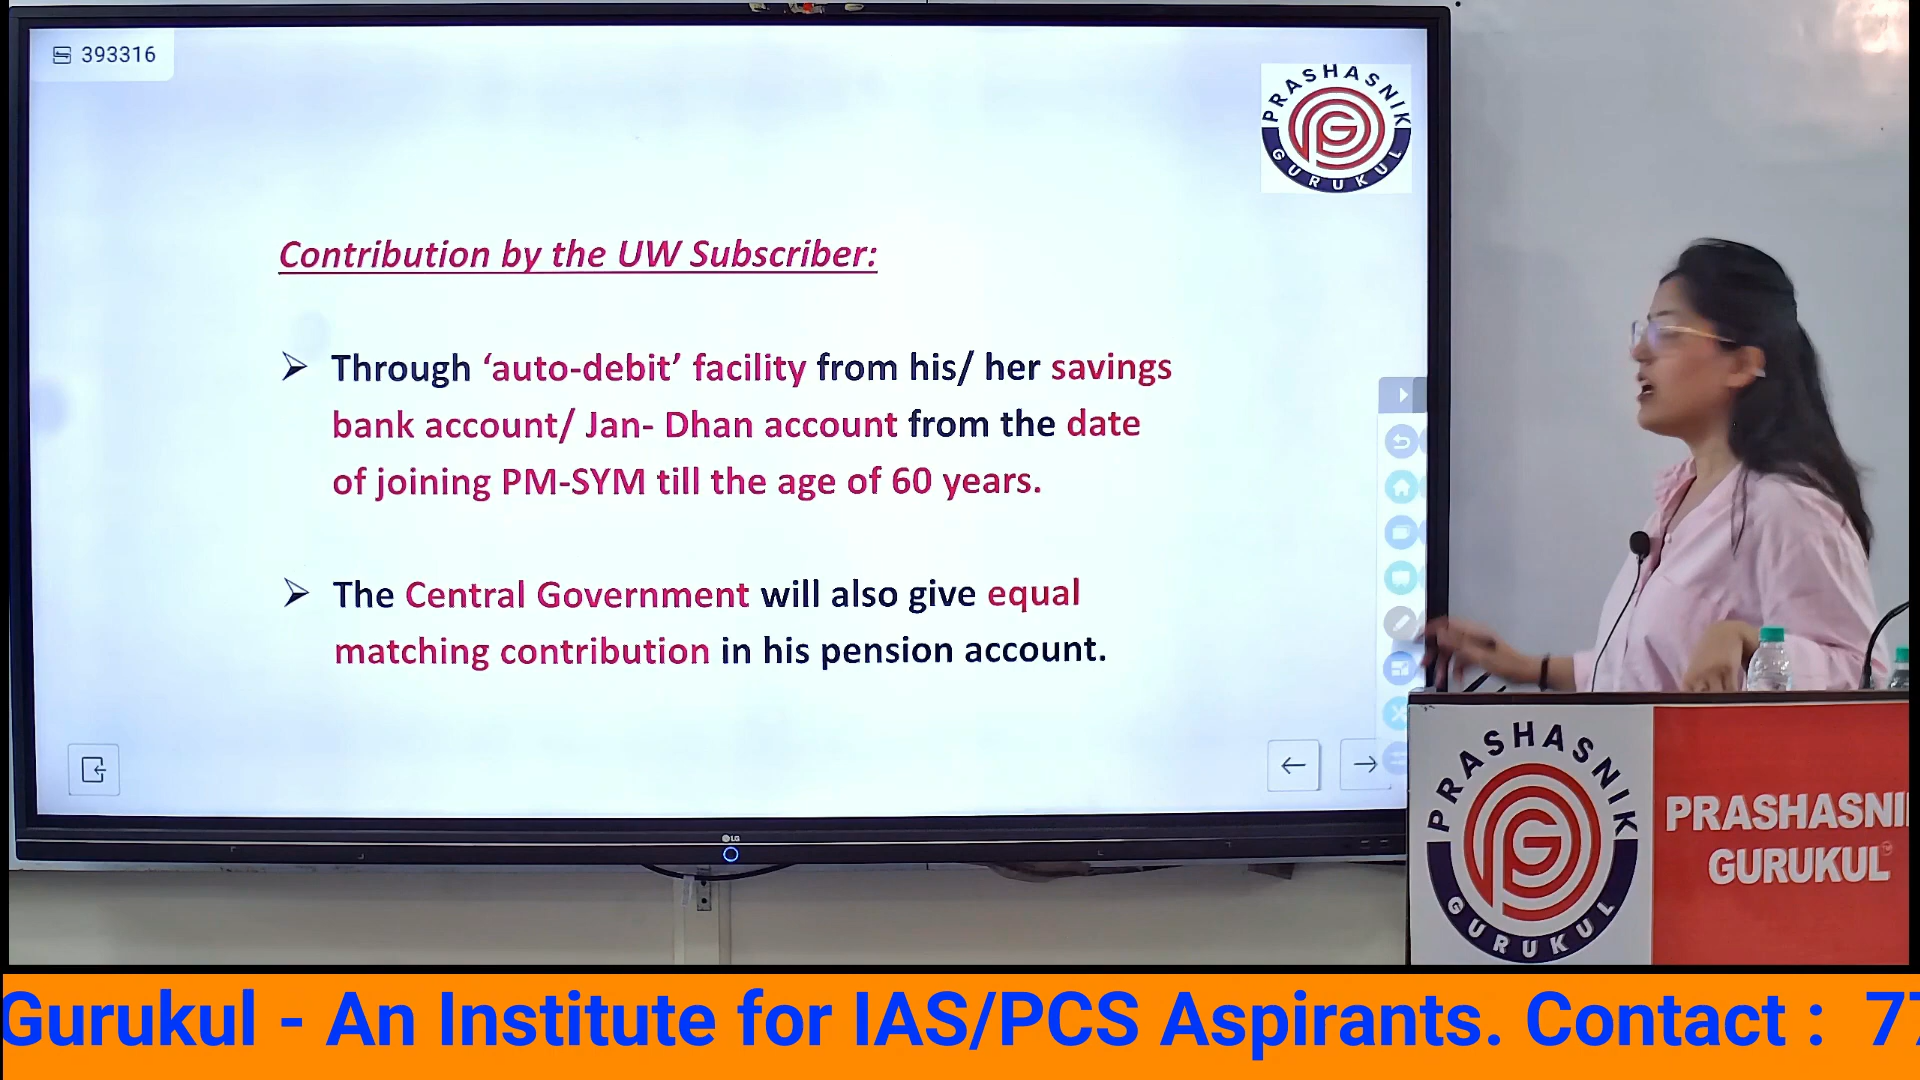 393316
PRASHASNIK
GURUKUL
Contribution by the UW Subscriber:
Through ‘auto-debit’ facility from his/ her savings
bank account/ Jan- Dhan account from the date
of joining PM-SYM till the age of 60 years.
The Central Government will also give equal
matching contribution in his pension account.
LG
PRASHASNIK
GURUKUL
PRASHASNI
GURUKUL
Gurukul - An Institute for IAS/PCS Aspirants. Contact : 77